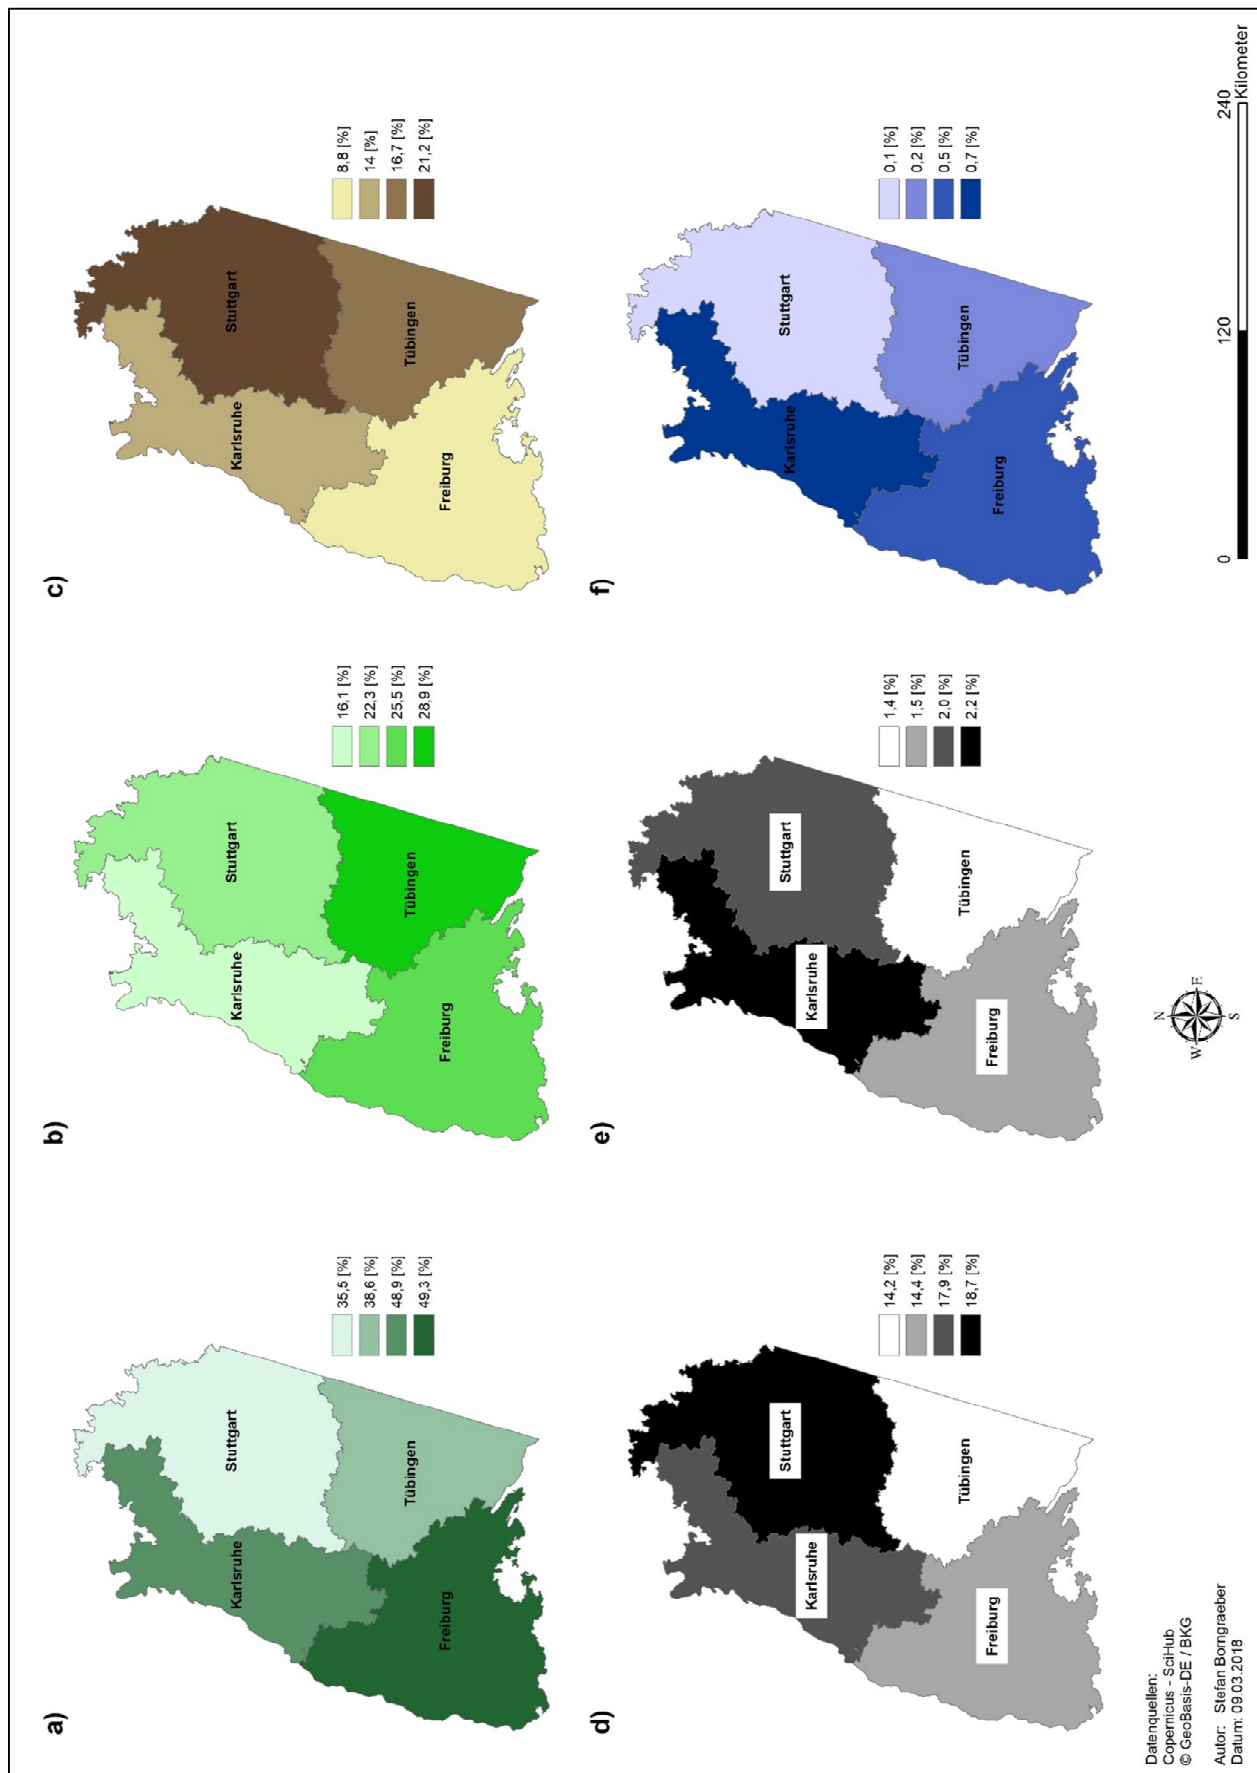 a)
Karlsruhe
Stuttgart
Freiburg
Tübingen
35,5 [%]
38,6 [%]
48,9 [%]
49,3 [%]
b)
Karlsruhe
Stuttgart
Freiburg
Tübingen
16,1 [%]
22,3 [%]
25,5 [%]
28,9 [%]
c)
Karlsruhe
Stuttgart
Freiburg
Tübingen
8,8 [%]
14 [%]
16,7 [%]
21,2 [%]
d)
Karlsruhe
Stuttgart
Freiburg
Tübingen
14,2 [%]
14,4 [%]
17,9 [%]
18,7 [%]
e)
Karlsruhe
Stuttgart
Freiburg
Tübingen
1,4 [%]
1,5 [%]
2,0 [%]
2,2 [%]
f)
Karlsruhe
Stuttgart
Freiburg
Tübingen
0,1 [%]
0,2 [%]
0,5 [%]
0,7 [%]
Datenquellen:
Copernicus - SciHub
© GeoBasis-DE / BKG
Autor: Stefan Borngraeber
Datum: 09.03.2018
N
W E
S
0 120 240
Kilometer